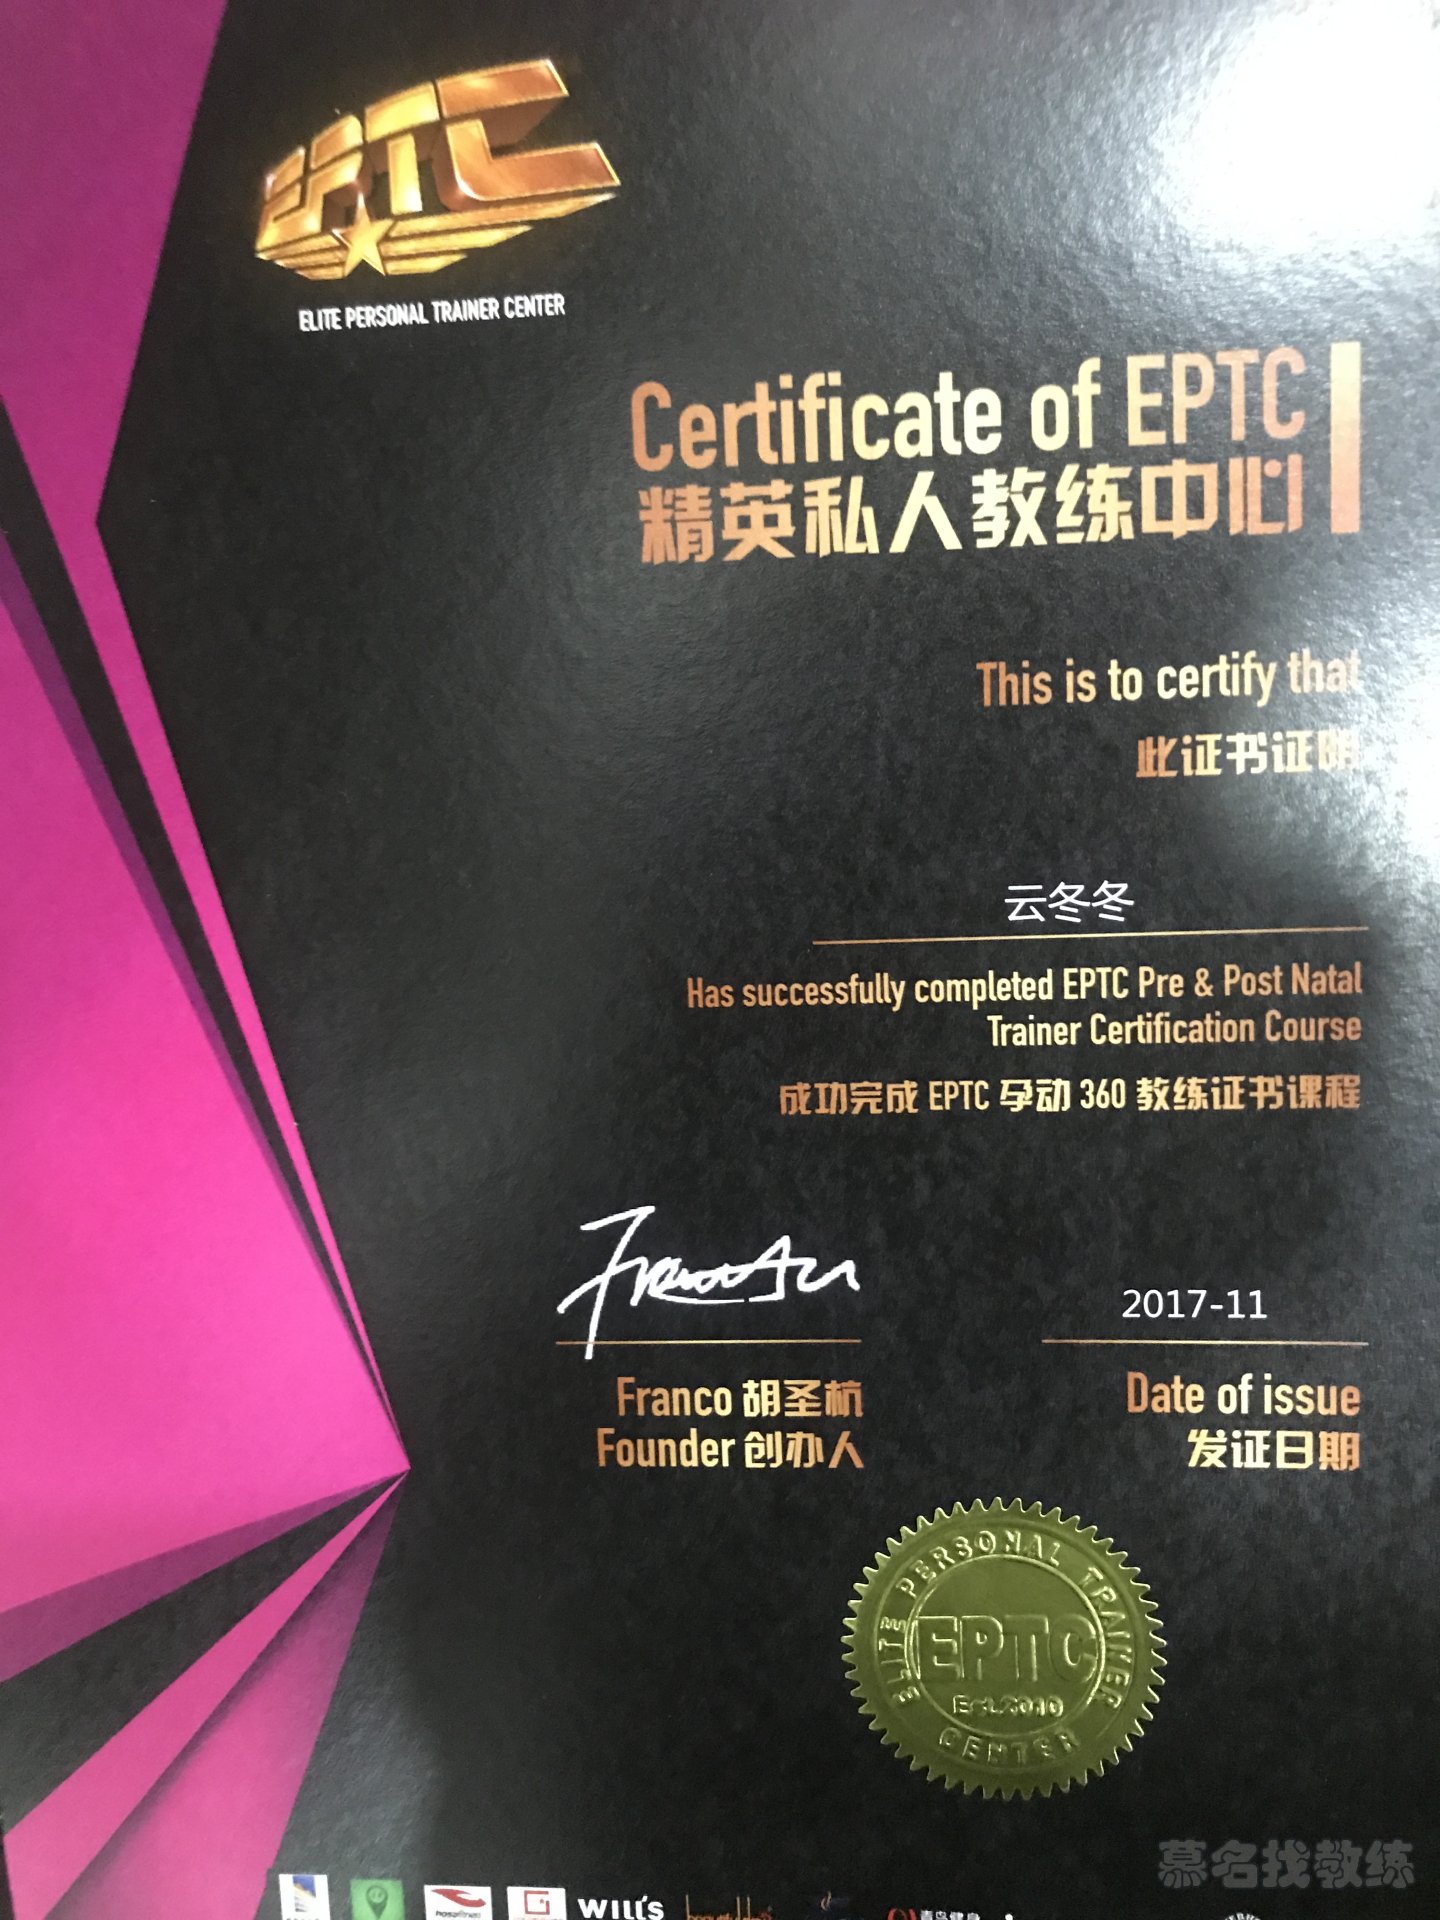 EPTC
ELITE PERSONAL TRAINER CENTER
Certificate of EPTC
精英私人教练中心
This is to certify that
此证书证明
云冬冬
Has successfully completed EPTC Pre & Post Natal
Trainer Certification Course
成功完成 EPTC 孕动 360 教练证书课程
2017-11
Franco 胡圣杭
Founder 创办人
Date of issue
发证日期
ELITE PERSONAL TRAINER
EPTC
Est.2010
CENTER
慕名找教练
WILL'S
青鸟健身